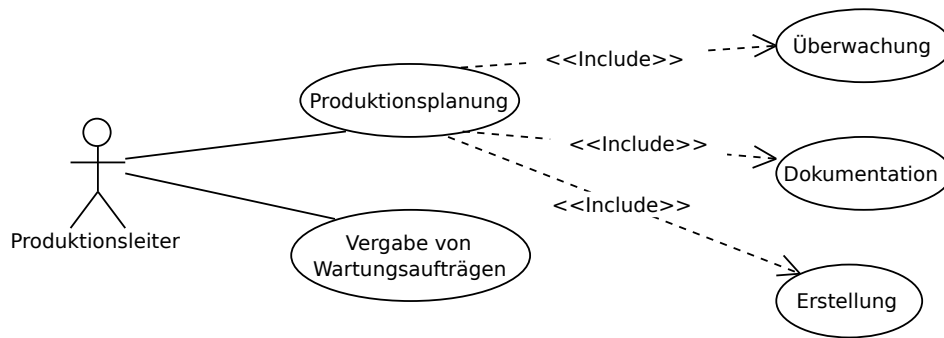 Überwachung
<<Include>>
Produktionsplanung
<<Include>>
Dokumentation
<<Include>>
Produktionsleiter
Vergabe von
Wartungsaufträgen
Erstellung